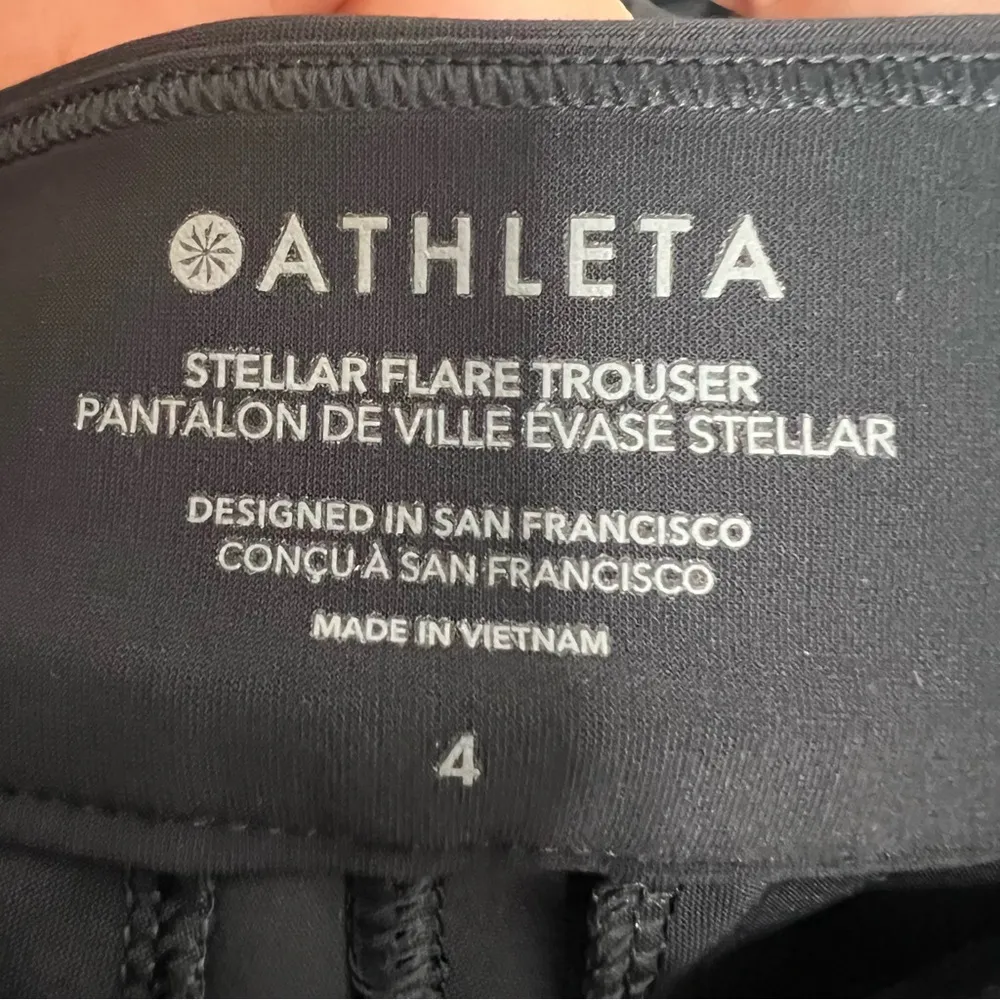 ATHLETA
STELLAR FLARE TROUSER
PANTALON DE VILLE ÉVASÉ STELLAR
DESIGNED IN SAN FRANCISCO
CONÇU À SAN FRANCISCO
MADE IN VIETNAM
4